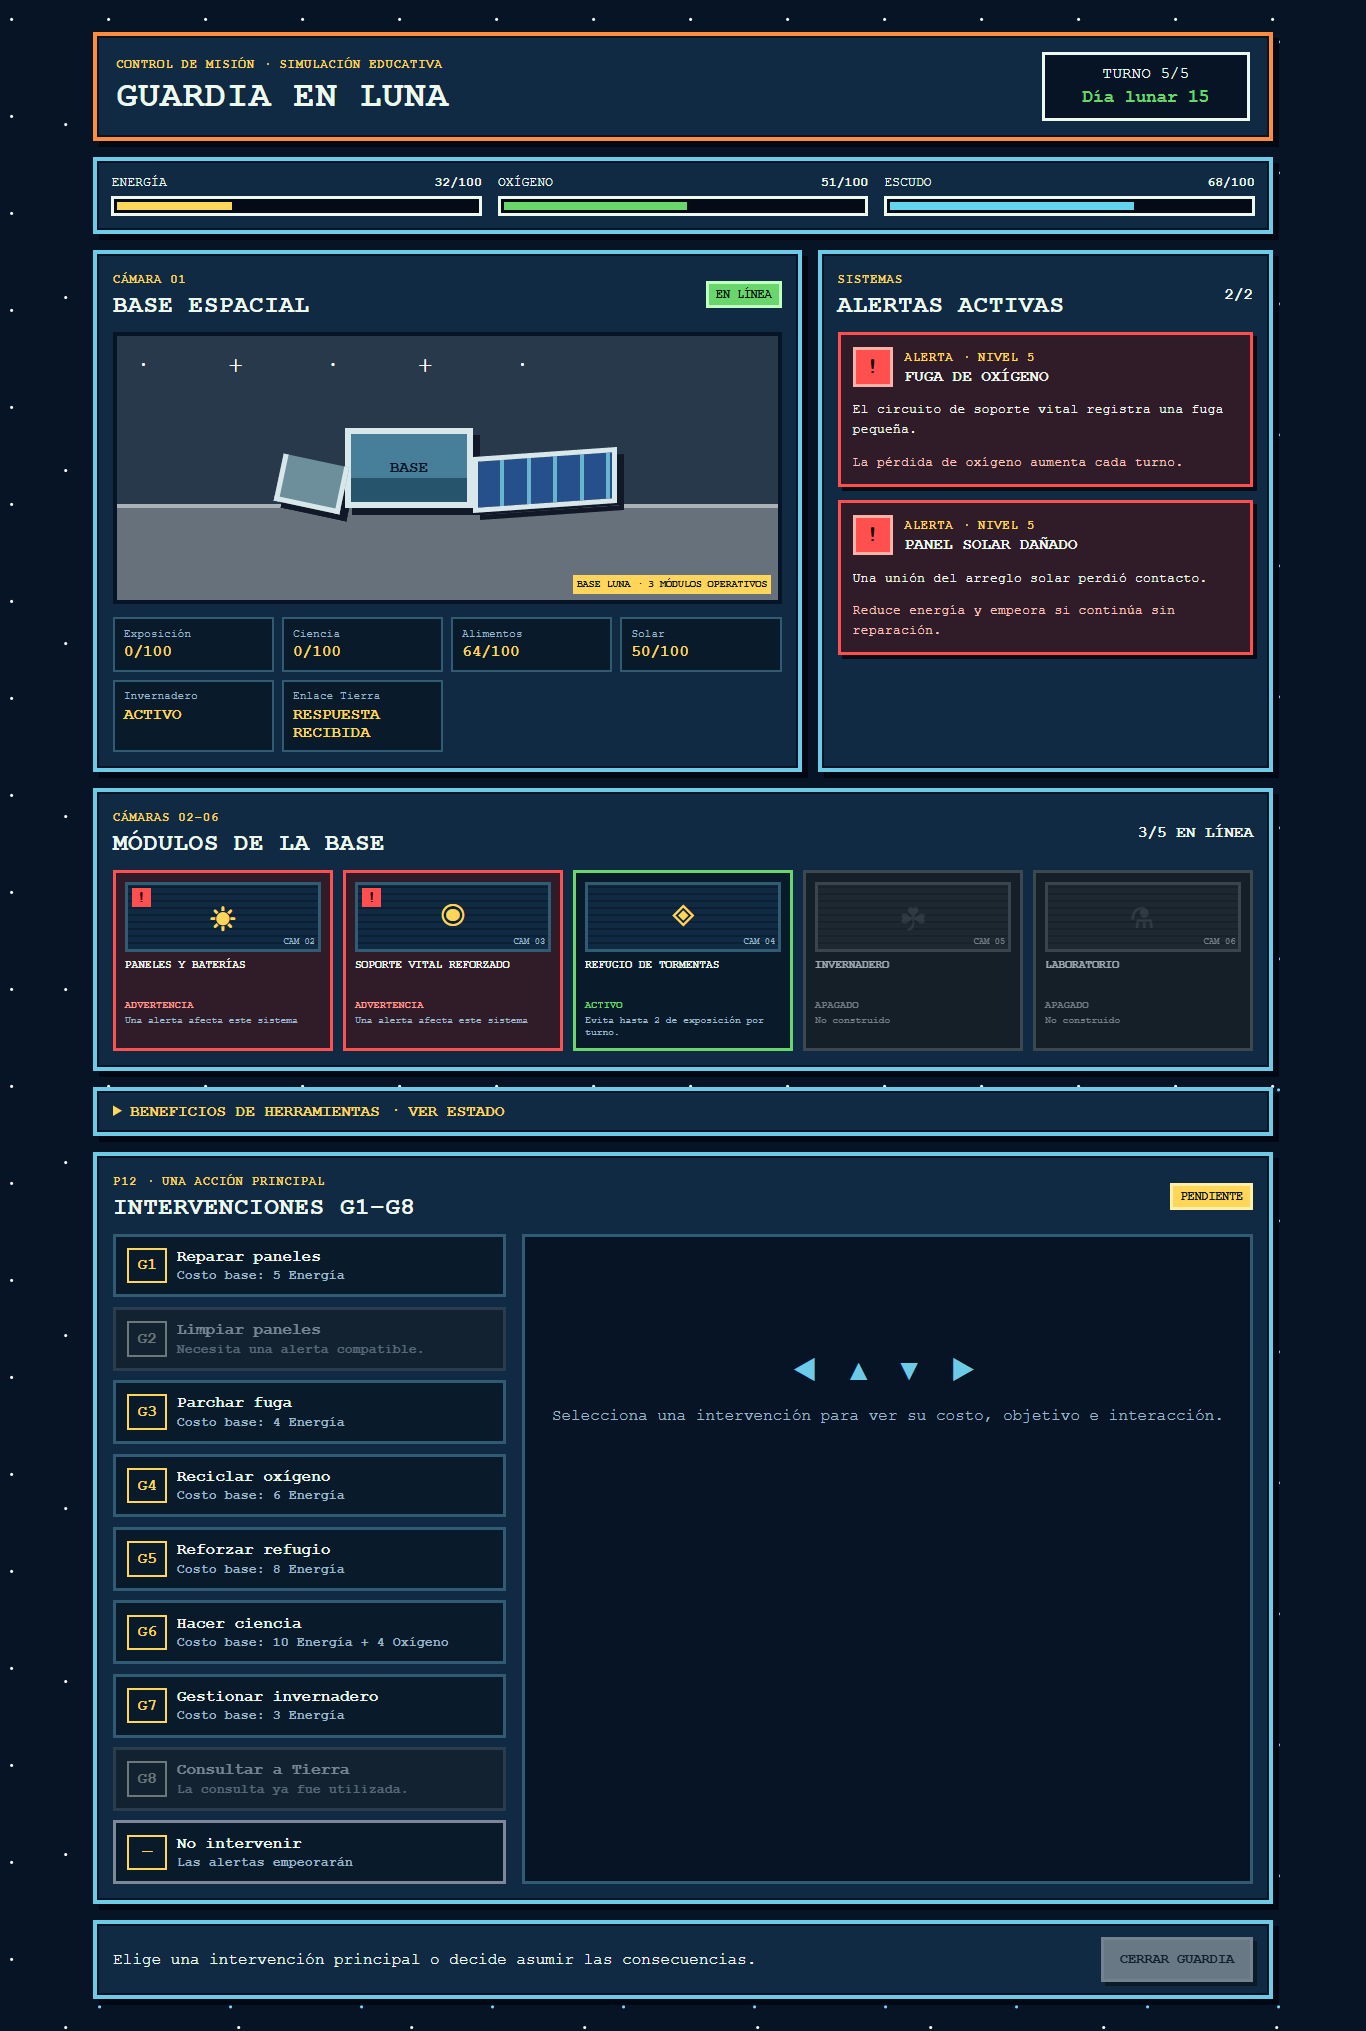 CONTROL DE MISIÓN · SIMULACIÓN EDUCATIVA
GUARDIA EN LUNA
TURNO 5/5
Día lunar 15
ENERGÍA 32/100
OXÍGENO 51/100
ESCUDO 68/100
CÁMARA 01
BASE ESPACIAL
EN LÍNEA
BASE
BASE LUNA · 3 MÓDULOS OPERATIVOS
Exposición
0/100
Ciencia
0/100
Alimentos
64/100
Solar
50/100
Invernadero
ACTIVO
Enlace Tierra
RESPUESTA
RECIBIDA
SISTEMAS
ALERTAS ACTIVAS
2/2
!
ALERTA · NIVEL 5
FUGA DE OXÍGENO
El circuito de soporte vital registra una fuga
pequeña.
La pérdida de oxígeno aumenta cada turno.
!
ALERTA · NIVEL 5
PANEL SOLAR DAÑADO
Una unión del arreglo solar perdió contacto.
Reduce energía y empeora si continúa sin
reparación.
CÁMARAS 02-06
MÓDULOS DE LA BASE
3/5 EN LÍNEA
!
CAM 02
PANELES Y BATERÍAS
ADVERTENCIA
Una alerta afecta este sistema
!
CAM 03
SOPORTE VITAL REFORZADO
ADVERTENCIA
Una alerta afecta este sistema
CAM 04
REFUGIO DE TORMENTAS
ACTIVO
Evita hasta 2 de exposición por
turno.
CAM 05
INVERNADERO
APAGADO
No construido
CAM 06
LABORATORIO
APAGADO
No construido
▶ BENEFICIOS DE HERRAMIENTAS · VER ESTADO
P12 · UNA ACCIÓN PRINCIPAL
INTERVENCIONES G1-G8
PENDIENTE
G1
Reparar paneles
Costo base: 5 Energía
G2
Limpiar paneles
Necesita una alerta compatible.
G3
Parchar fuga
Costo base: 4 Energía
G4
Reciclar oxígeno
Costo base: 6 Energía
G5
Reforzar refugio
Costo base: 8 Energía
G6
Hacer ciencia
Costo base: 10 Energía + 4 Oxígeno
G7
Gestionar invernadero
Costo base: 3 Energía
G8
Consultar a Tierra
La consulta ya fue utilizada.
—
No intervenir
Las alertas empeorarán
◀ ▲ ▼ ▶
Selecciona una intervención para ver su costo, objetivo e interacción.
Elige una intervención principal o decide asumir las consecuencias.
CERRAR GUARDIA